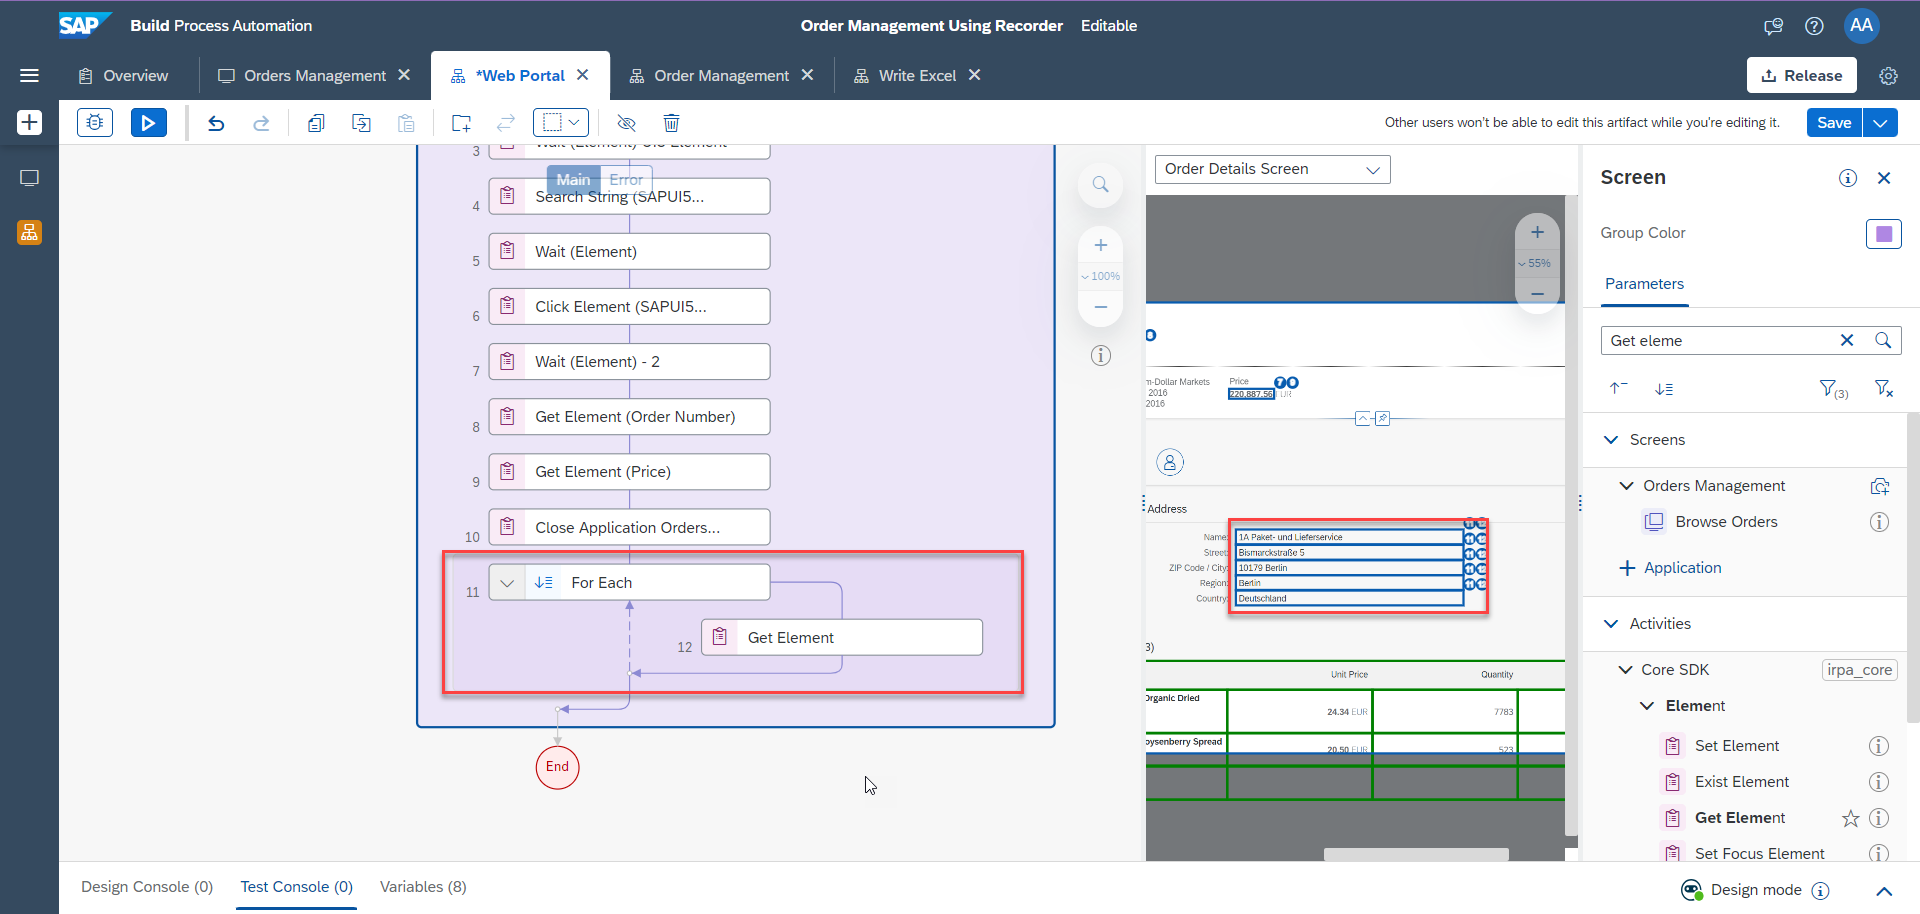 SAP Build Process Automation
Order Management Using Recorder Editable
AA
Overview
Orders Management
*Web Portal
Order Management
Write Excel
Release
Other users won't be able to edit this artifact while you're editing it.
Save
3
Main Error
4 Search String (SAPUI5...
5 Wait (Element)
6 Click Element (SAPUI5...
7 Wait (Element) - 2
8 Get Element (Order Number)
9 Get Element (Price)
10 Close Application Orders...
11 For Each
12 Get Element
End
100%
Order Details Screen
55%
m-Dollar Markets
2016
2016
Price
220,887.56 EUR
Address
Name: 1A Paket- und Lieferservice
Street: Bismarckstraße 5
ZIP Code / City: 10179 Berlin
Region: Berlin
Country: Deutschland
3)
Unit Price Quantity
Organic Dried
24.34 EUR 7783
oysenberry Spread
20.50 EUR 523
Screen
Group Color
Parameters
Get eleme
(3)
Screens
Orders Management
Browse Orders
Application
Activities
Core SDK irpa_core
Element
Set Element
Exist Element
Get Element
Set Focus Element
Design Console (0)
Test Console (0)
Variables (8)
Design mode